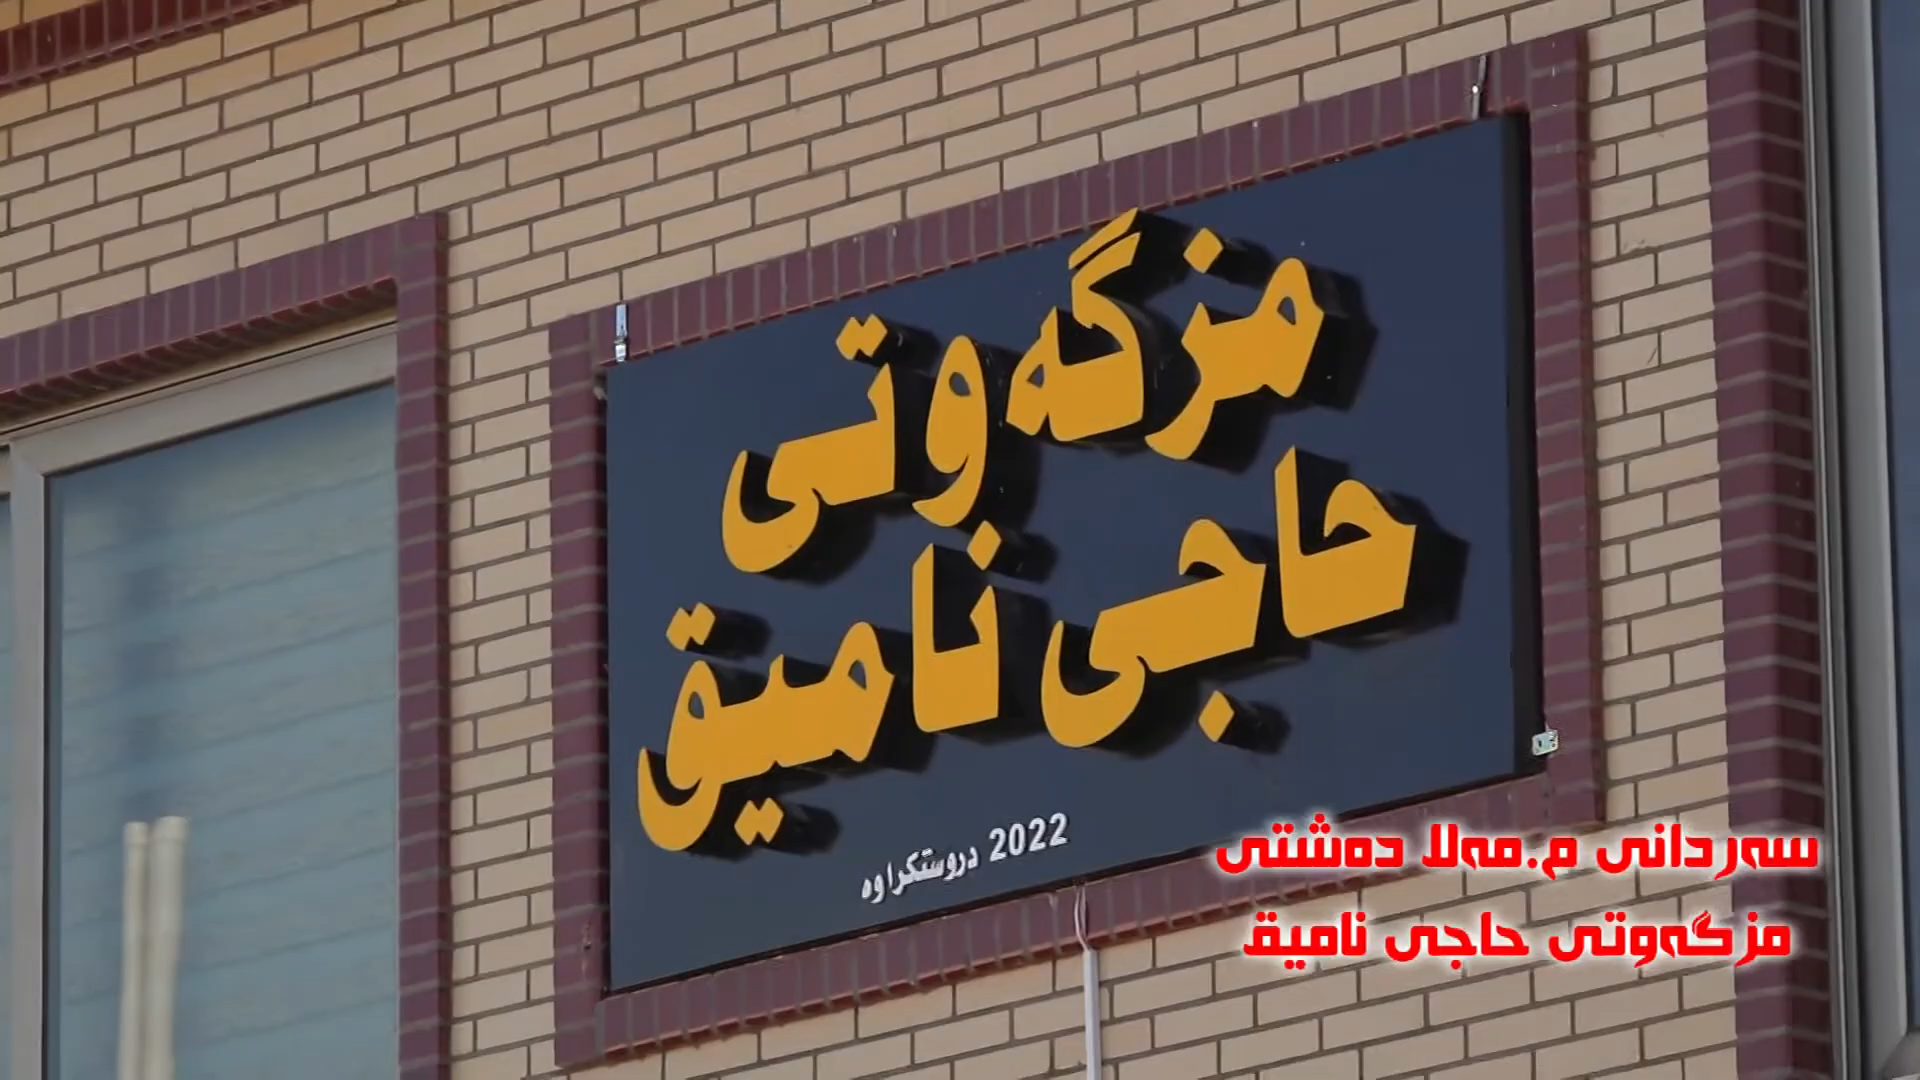 مزگەوتی
حاجی نامیق
2022 دروستکراوە
سەردانی م.مەلا دەشتی
مزگەوتی حاجی نامیق